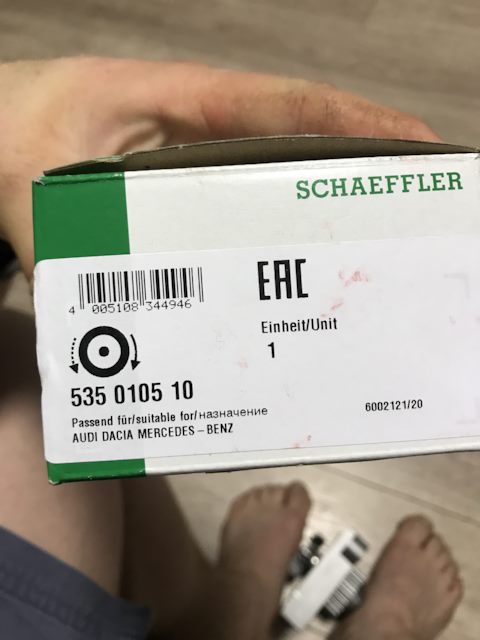 SCHAEFFLER
EAC
4 005108 344946
Einheit/Unit
1
535 0105 10
Passend für/suitable for/назначение
AUDI DACIA MERCEDES – BENZ
6002121/20